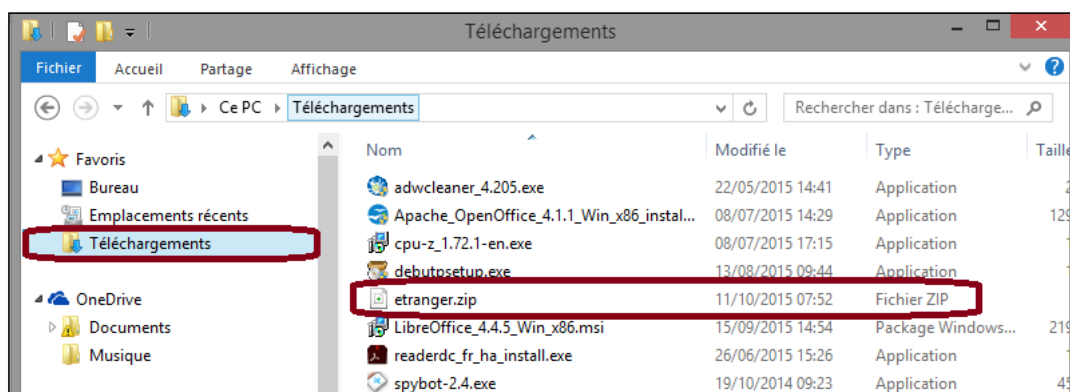 Téléchargements
Fichier Accueil Partage Affichage
Ce PC Téléchargements Rechercher dans : Télécharge...
Favoris
Bureau
Emplacements récents
Téléchargements
OneDrive
Documents
Musique
Nom Modifié le Type Taille
adwcleaner_4.205.exe 22/05/2015 14:41 Application
Apache_OpenOffice_4.1.1_Win_x86_instal... 08/07/2015 14:29 Application 129
cpu-z_1.72.1-en.exe 08/07/2015 17:15 Application
debutpsetup.exe 13/08/2015 09:44 Application
etranger.zip 11/10/2015 07:52 Fichier ZIP
LibreOffice_4.4.5_Win_x86.msi 15/09/2015 14:54 Package Windows... 219
readerdc_fr_ha_install.exe 26/06/2015 15:26 Application
spybot-2.4.exe 19/10/2014 09:23 Application 45